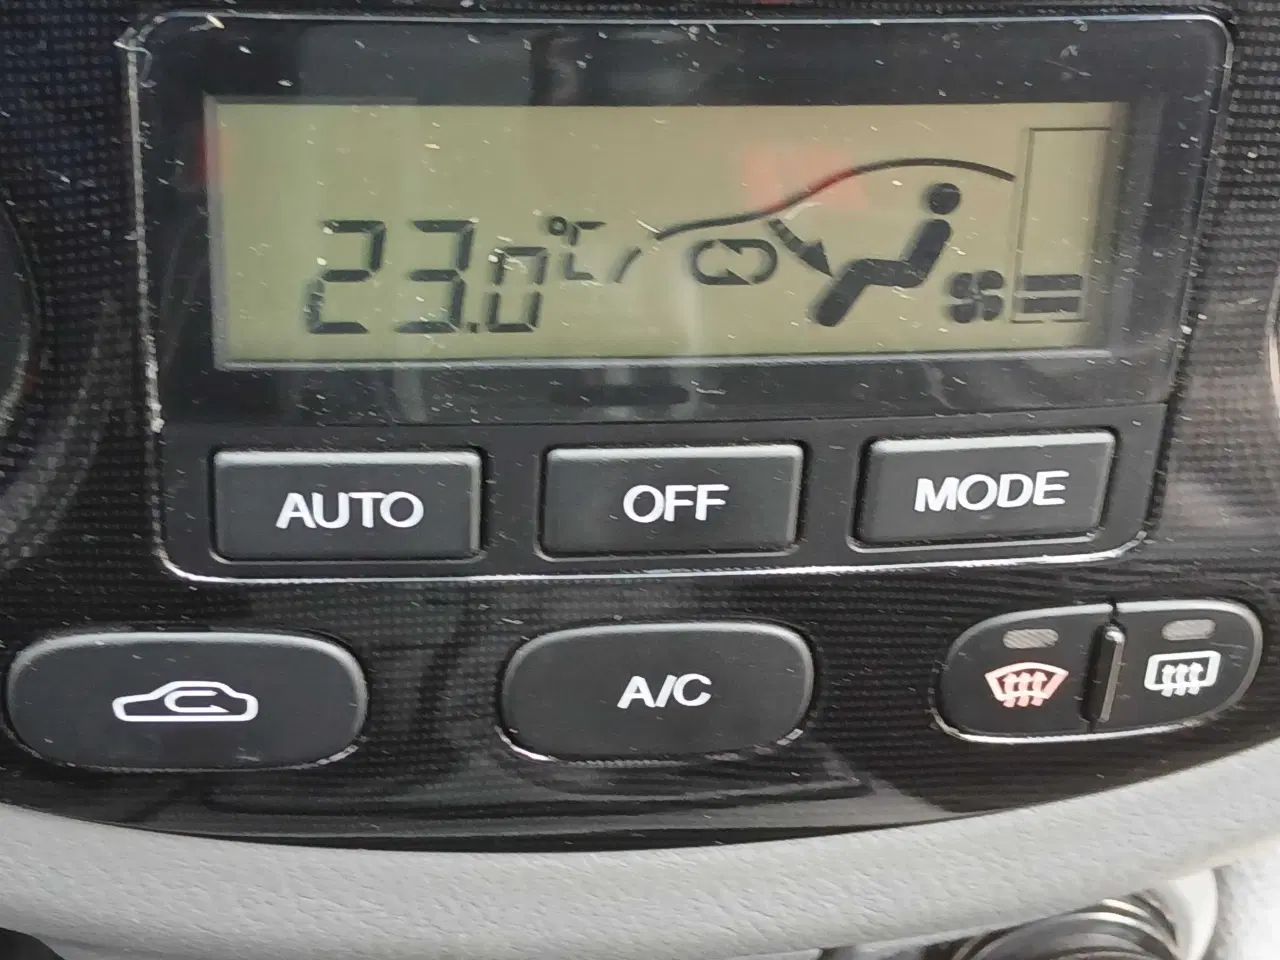 23.0°C
AUTO OFF MODE
A/C